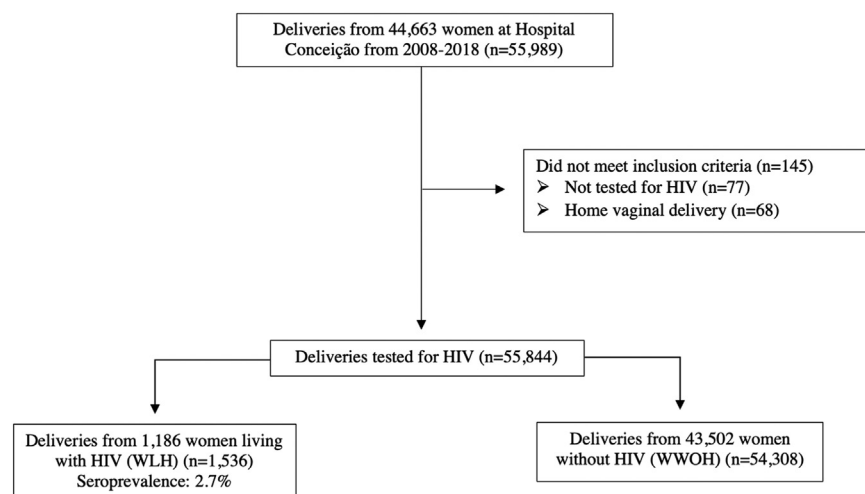 Deliveries from 44,663 women at Hospital
Conceição from 2008-2018 (n=55,989)
Did not meet inclusion criteria (n=145)
➢ Not tested for HIV (n=77)
➢ Home vaginal delivery (n=68)
Deliveries tested for HIV (n=55,844)
Deliveries from 1,186 women living
with HIV (WLH) (n=1,536)
Seroprevalence: 2.7%
Deliveries from 43,502 women
without HIV (WWOH) (n=54,308)